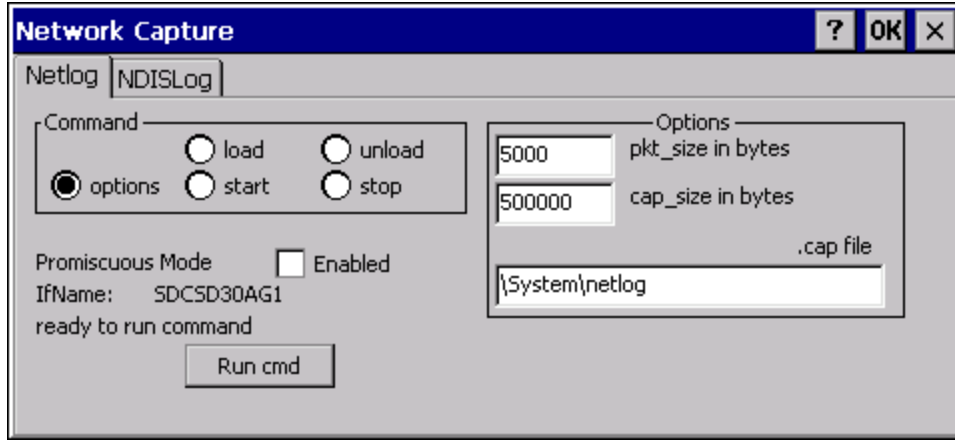 Network Capture ? OK ×
Netlog NDISLog
Command
load unload
options start stop
Options
5000 pkt_size in bytes
500000 cap_size in bytes
.cap file
\System\netlog
Promiscuous Mode Enabled
IfName: SDCSD30AG1
ready to run command
Run cmd